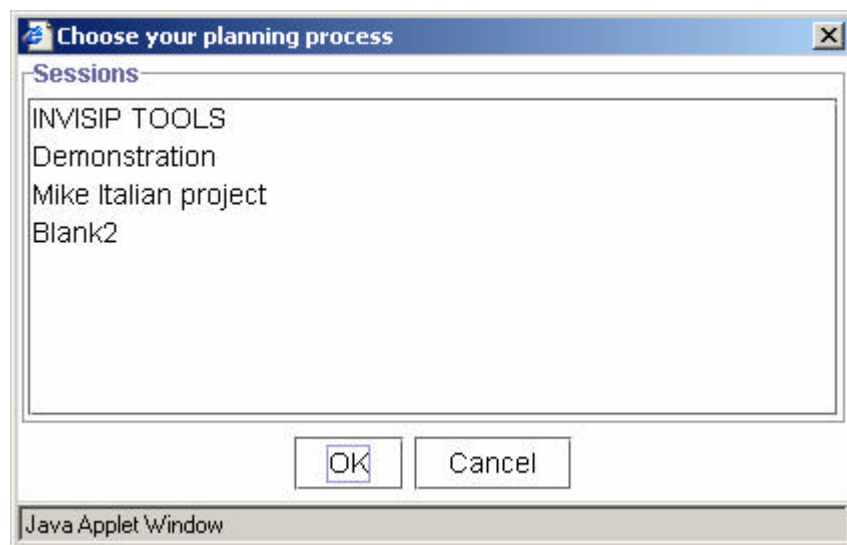 Choose your planning process
Sessions
INVISIP TOOLS
Demonstration
Mike Italian project
Blank2
OK Cancel
Java Applet Window